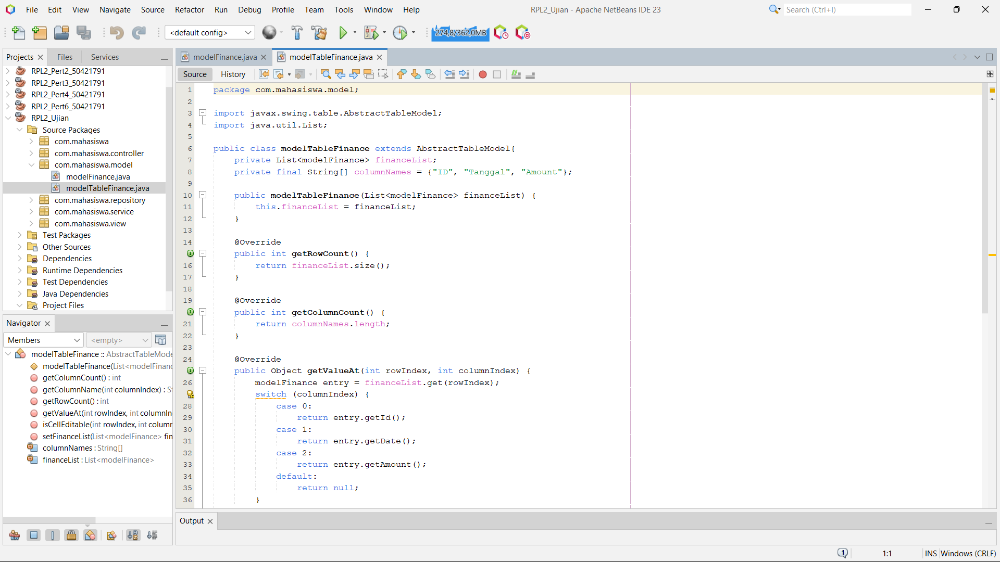 File Edit View Navigate Source Refactor Run Debug Profile Team Tools Window Help
RPL2_Ujian - Apache NetBeans IDE 23
Search (Ctrl+I)
<default config>
274,8/362,0MB
Projects Files Services
RPL2_Pert2_50421791
RPL2_Pert3_50421791
RPL2_Pert4_50421791
RPL2_Pert6_50421791
RPL2_Ujian
Source Packages
com.mahasiswa
com.mahasiswa.controller
com.mahasiswa.model
modelFinance.java
modelTableFinance.java
com.mahasiswa.repository
com.mahasiswa.service
com.mahasiswa.view
Test Packages
Other Sources
Dependencies
Runtime Dependencies
Test Dependencies
Java Dependencies
Project Files
Navigator
Members <empty>
modelTableFinance :: AbstractTableMode
modelTableFinance(List<modelFinanc
getColumnCount() : int
getColumnName(int columnIndex) : St
getRowCount() : int
getValueAt(int rowIndex, int columnIn
isCellEditable(int rowIndex, int column
setFinanceList(List<modelFinance> fin
columnNames : String[]
financeList : List<modelFinance>
modelFinance.java modelTableFinance.java
Source History
1 package com.mahasiswa.model;
2
3 import javax.swing.table.AbstractTableModel;
4 import java.util.List;
5
6 public class modelTableFinance extends AbstractTableModel{
7 private List<modelFinance> financeList;
8 private final String[] columnNames = {"ID", "Tanggal", "Amount"};
9
10 public modelTableFinance(List<modelFinance> financeList) {
11 this.financeList = financeList;
12 }
13
14 @Override
public int getRowCount() {
16 return financeList.size();
17 }
18
19 @Override
public int getColumnCount() {
21 return columnNames.length;
22 }
23
24 @Override
public Object getValueAt(int rowIndex, int columnIndex) {
26 modelFinance entry = financeList.get(rowIndex);
switch (columnIndex) {
28 case 0:
29 return entry.getId();
30 case 1:
31 return entry.getDate();
32 case 2:
33 return entry.getAmount();
34 default:
35 return null;
36 }
Output
1 1:1 INS Windows (CRLF)